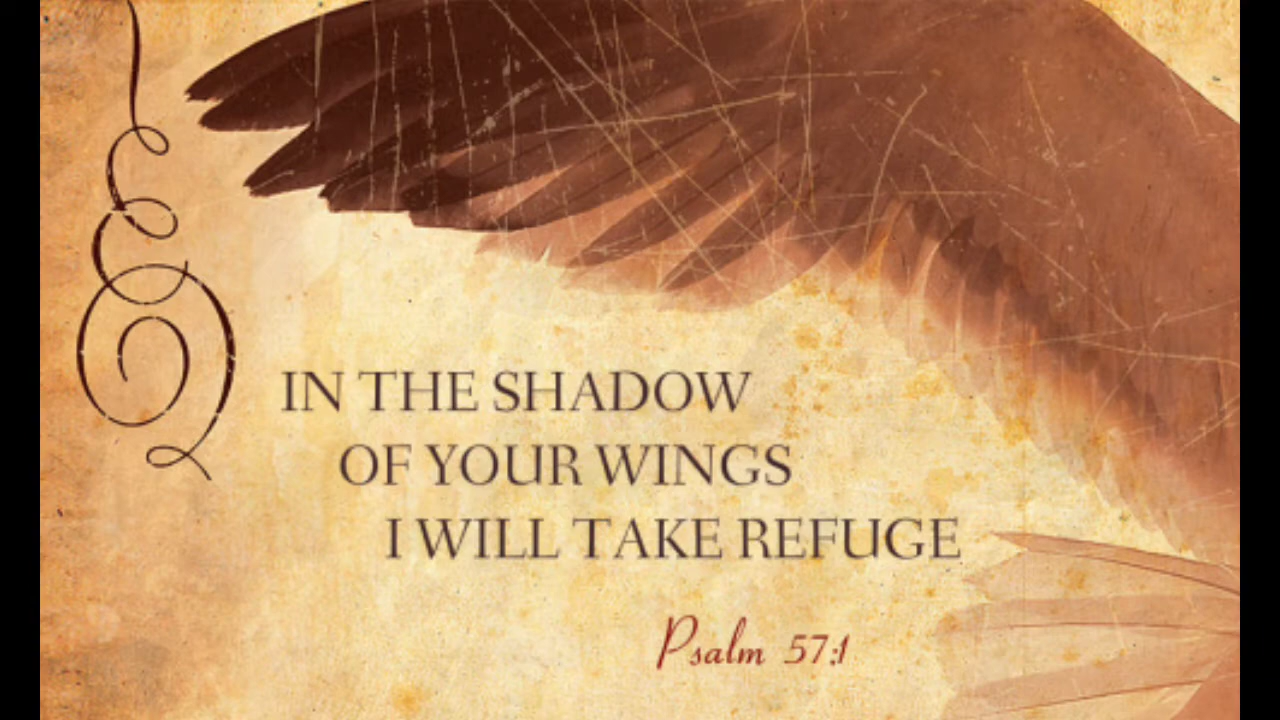 IN THE SHADOW
OF YOUR WINGS
I WILL TAKE REFUGE
Psalm 57:1